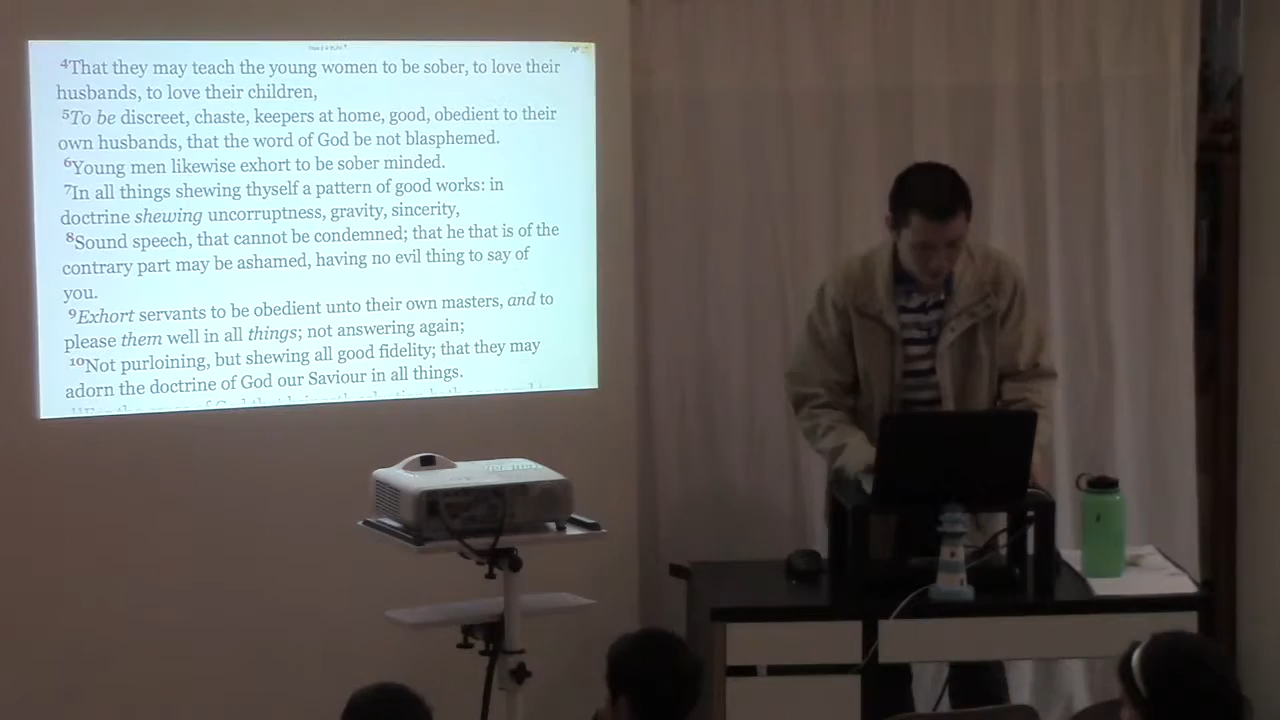 ⁴That they may teach the young women to be sober, to love their
husbands, to love their children,
⁵To be discreet, chaste, keepers at home, good, obedient to their
own husbands, that the word of God be not blasphemed.
⁶Young men likewise exhort to be sober minded.
⁷In all things shewing thyself a pattern of good works: in
doctrine shewing uncorruptness, gravity, sincerity,
⁸Sound speech, that cannot be condemned; that he that is of the
contrary part may be ashamed, having no evil thing to say of
you.
⁹Exhort servants to be obedient unto their own masters, and to
please them well in all things; not answering again;
¹⁰Not purloining, but shewing all good fidelity; that they may
adorn the doctrine of God our Saviour in all things.